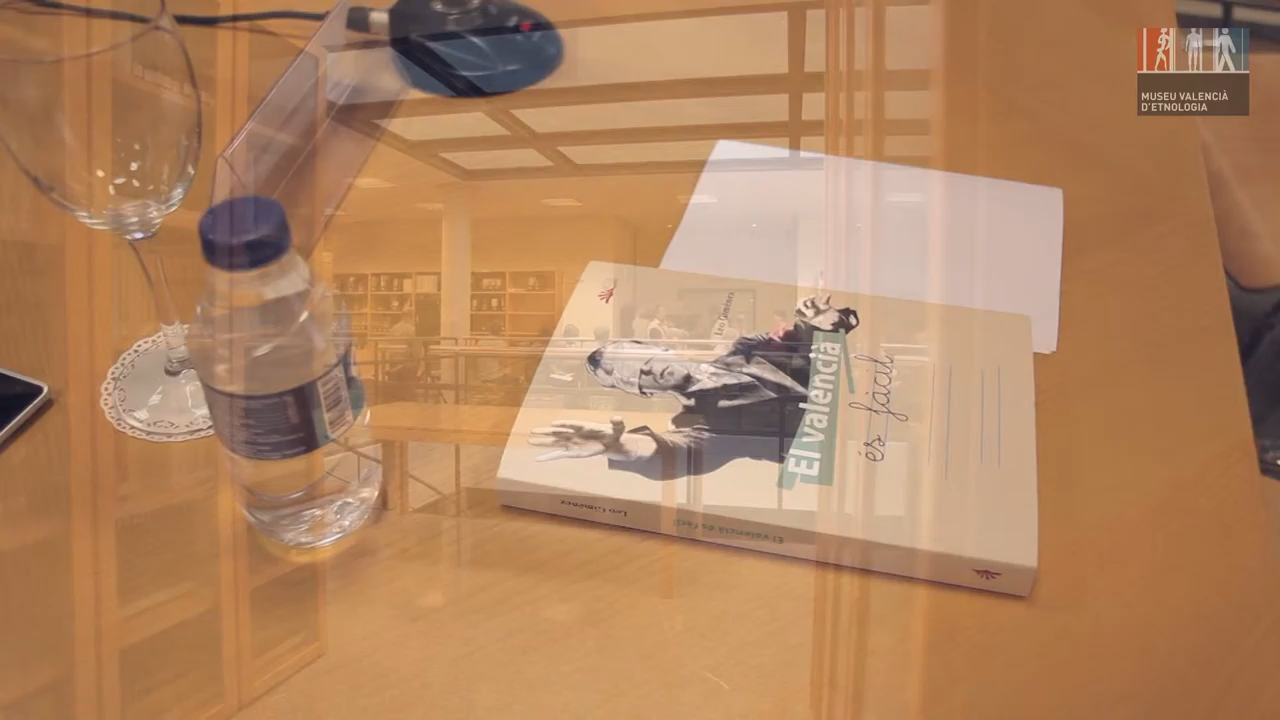 MUSEU VALENCIÀ
D'ETNOLOGIA
Leo Giménez
El valencià
és fàcil
Leo Giménez
El valencià és fàcil